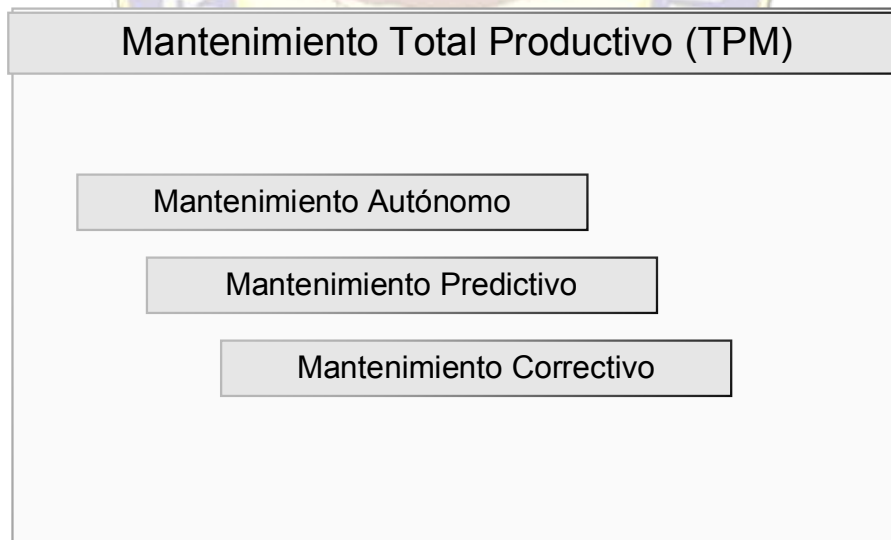 Mantenimiento Total Productivo (TPM)
Mantenimiento Autónomo
Mantenimiento Predictivo
Mantenimiento Correctivo